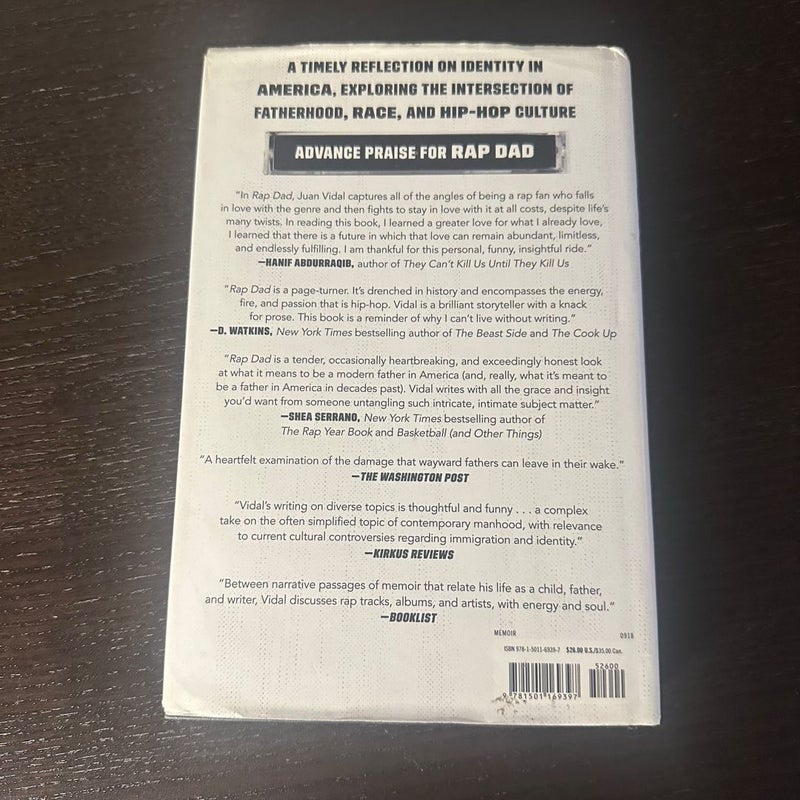 A TIMELY REFLECTION ON IDENTITY IN
AMERICA, EXPLORING THE INTERSECTION OF
FATHERHOOD, RACE, AND HIP-HOP CULTURE
ADVANCE PRAISE FOR RAP DAD
"In Rap Dad, Juan Vidal captures all of the angles of being a rap fan who falls
in love with the genre and then fights to stay in love with it at all costs, despite life's
many twists. In reading this book, I learned a greater love for what I already love,
I learned that there is a future in which that love can remain abundant, limitless,
and endlessly fulfilling. I am thankful for this personal, funny, insightful ride."
—HANIF ABDURRAQIB, author of They Can't Kill Us Until They Kill Us
"Rap Dad is a page-turner. It's drenched in history and encompasses the energy,
fire, and passion that is hip-hop. Vidal is a brilliant storyteller with a knack
for prose. This book is a reminder of why I can't live without writing."
—D. WATKINS, New York Times bestselling author of The Beast Side and The Cook Up
"Rap Dad is a tender, occasionally heartbreaking, and exceedingly honest look
at what it means to be a modern father in America (and, really, what it's meant to
be a father in America in decades past). Vidal writes with all the grace and insight
you'd want from someone untangling such intricate, intimate subject matter."
—SHEA SERRANO, New York Times bestselling author of
The Rap Year Book and Basketball (and Other Things)
"A heartfelt examination of the damage that wayward fathers can leave in their wake."
—THE WASHINGTON POST
"Vidal's writing on diverse topics is thoughtful and funny . . . a complex
take on the often simplified topic of contemporary manhood, with relevance
to current cultural controversies regarding immigration and identity."
—KIRKUS REVIEWS
"Between narrative passages of memoir that relate his life as a child, father,
and writer, Vidal discusses rap tracks, albums, and artists, with energy and soul."
—BOOKLIST
MEMOIR 0918
ISBN 978-1-5011-6939-7 $26.00 U.S./$35.00 Can.
52600
9 781501 169397